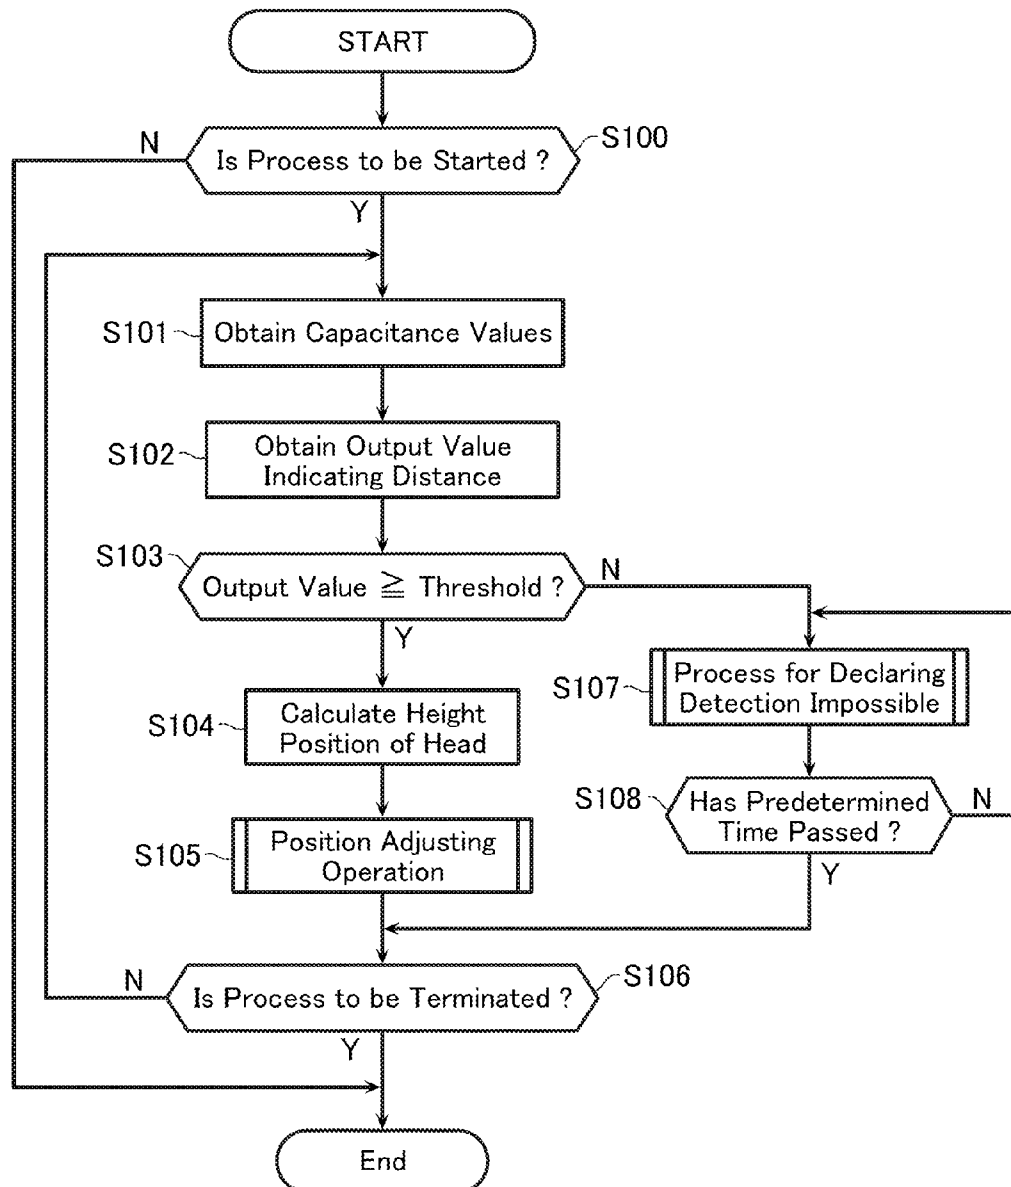 START
N
S100
Is Process to be Started ?
Y
S101
Obtain Capacitance Values
S102
Obtain Output Value
Indicating Distance
S103
Output Value ≧ Threshold ?
N
Y
S107
Process for Declaring
Detection Impossible
S104
Calculate Height
Position of Head
S108
Has Predetermined
Time Passed ?
N
Y
S105
Position Adjusting
Operation
N
S106
Is Process to be Terminated ?
Y
End